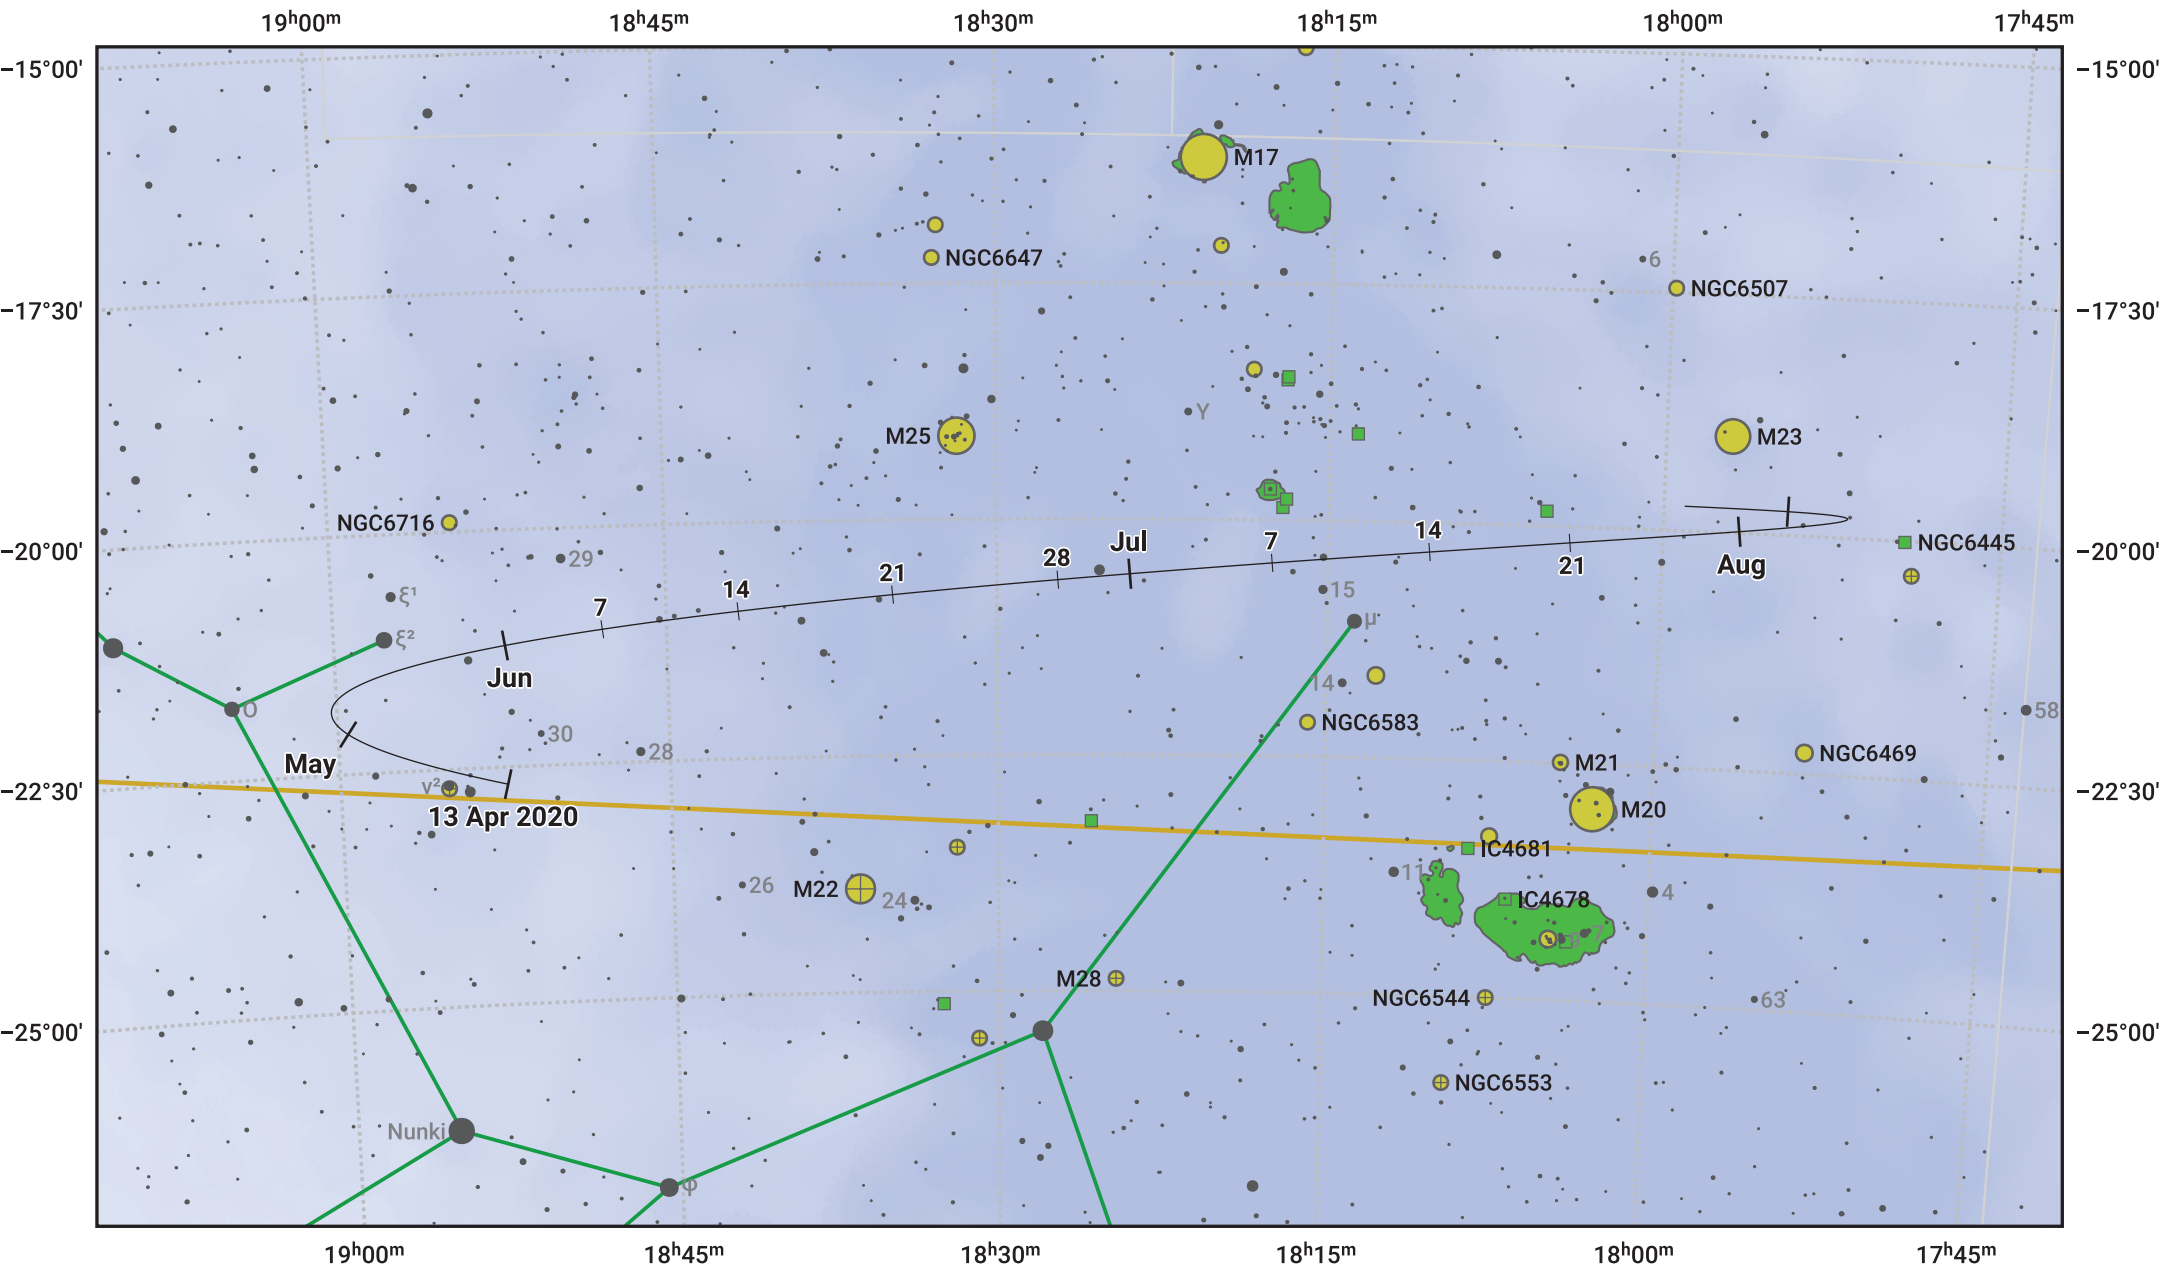 19ʰ00ᵐ 18ʰ45ᵐ 18ʰ30ᵐ 18ʰ15ᵐ 18ʰ00ᵐ 17ʰ45ᵐ
−15°00' −15°00'
M17
NGC6647
6
NGC6507
−17°30' −17°30'
Y
M25
M23
NGC6716
14
Jul
7
NGC6445
−20°00' −20°00'
28
29
21
21
Aug
14
15
ξ¹
7
μ
ξ²
Jun
14
O
58
NGC6583
30
28
NGC6469
May
M21
ν²
−22°30' −22°30'
13 Apr 2020
M20
IC4681
11
26
M22
24
4
IC4678
9
7
M28
NGC6544
63
−25°00' −25°00'
NGC6553
Nunki
φ
19ʰ00ᵐ 18ʰ45ᵐ 18ʰ30ᵐ 18ʰ15ᵐ 18ʰ00ᵐ 17ʰ45ᵐ